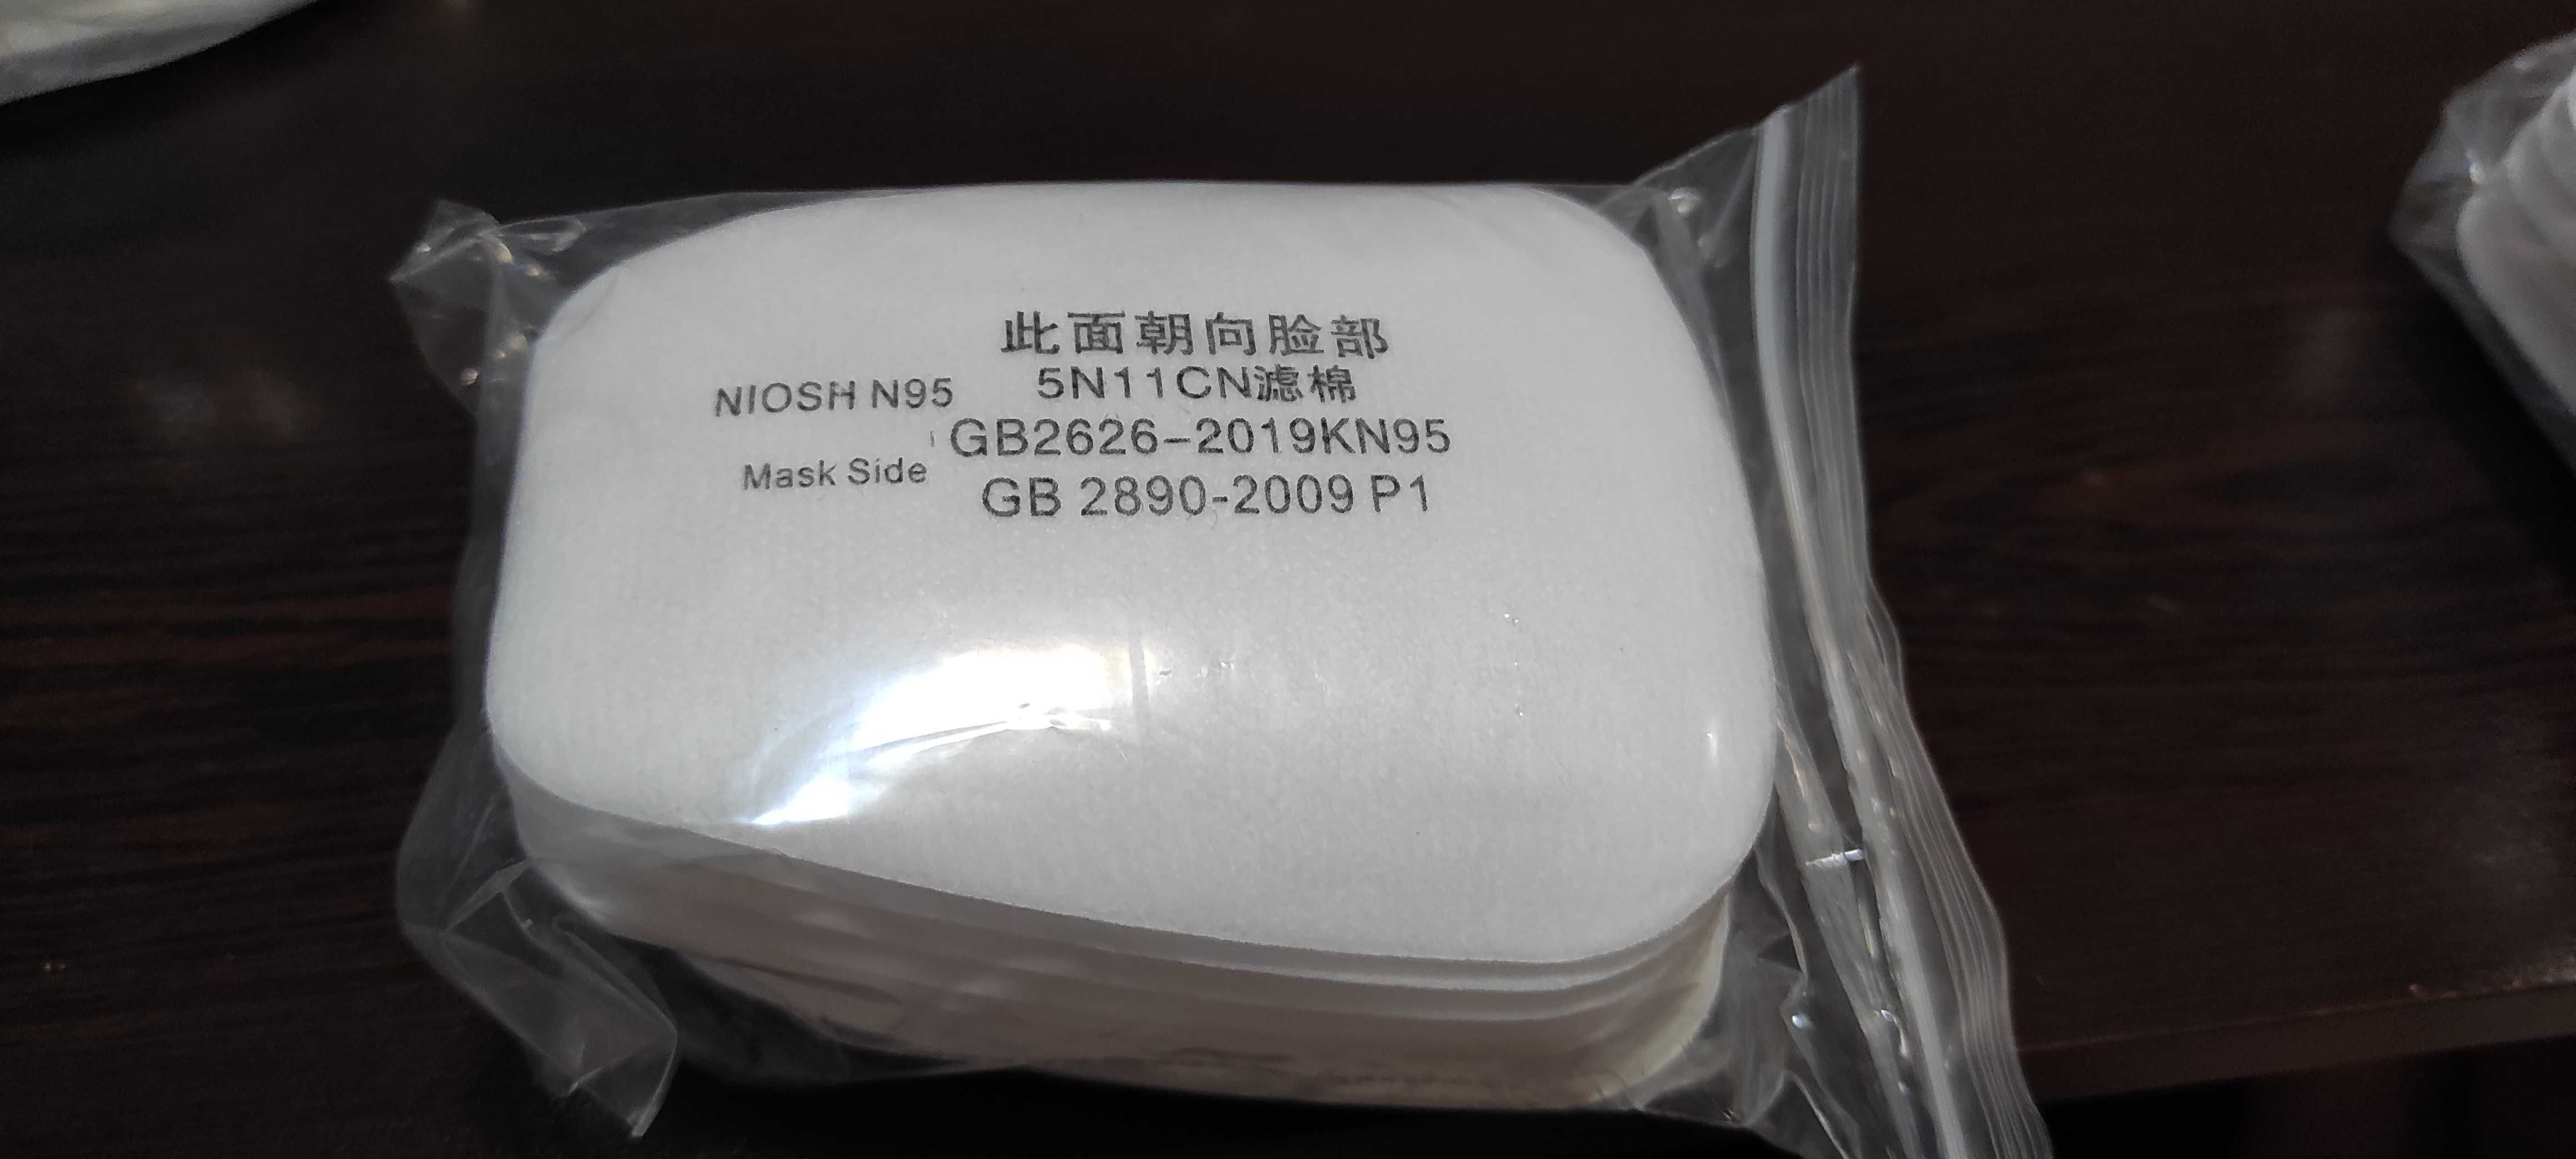 此面朝向脸部
5N11CN滤棉
NIOSH N95
GB2626-2019KN95
Mask Side
GB 2890-2009 P1